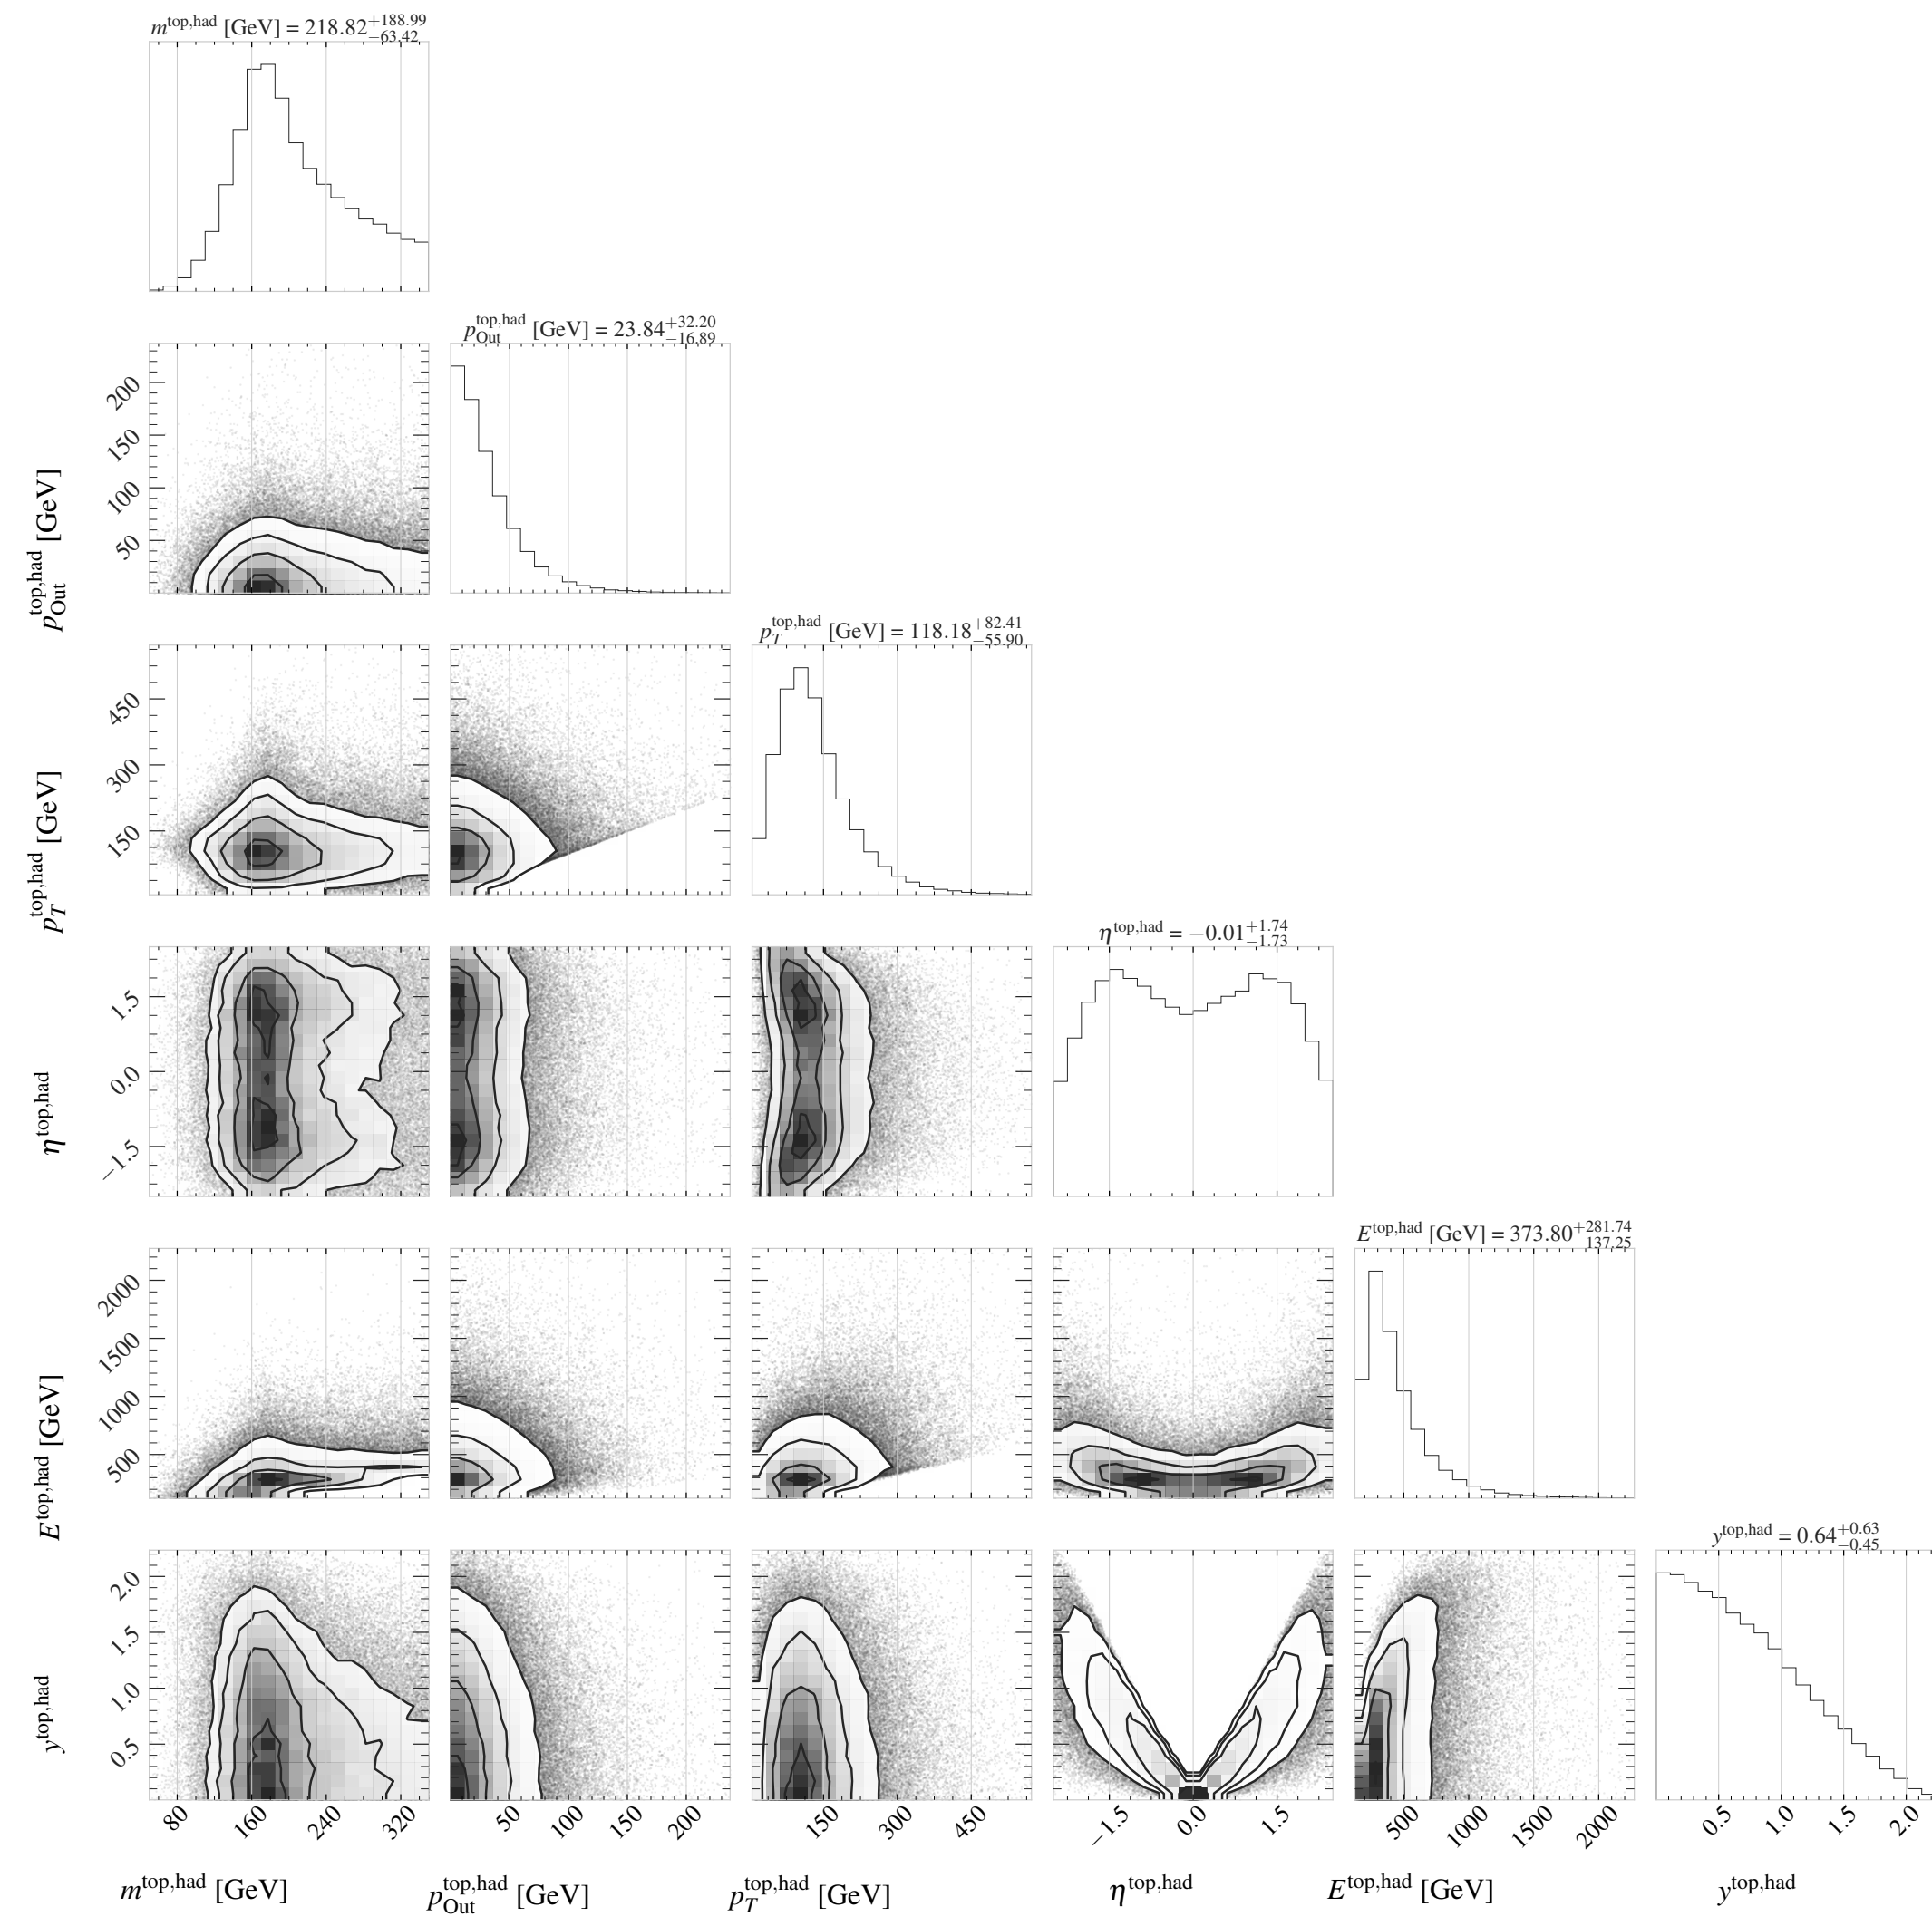 m^top,had [GeV] = 218.82 +188.99 −63.42
p_Out^top,had [GeV] = 23.84 +32.20 −16.89
200
150
100
50
p_Out^top,had [GeV]
p_T^top,had [GeV] = 118.18 +82.41 −55.90
450
300
150
p_T^top,had [GeV]
η^top,had = −0.01 +1.74 −1.73
1.5
0.0
−1.5
η^top,had
E^top,had [GeV] = 373.80 +281.74 −137.25
2000
1500
1000
500
E^top,had [GeV]
y^top,had = 0.64 +0.63 −0.45
2.0
1.5
1.0
0.5
y^top,had
80 160 240 320 50 100 150 200 150 300 450 −1.5 0.0 1.5 500 1000 1500 2000 0.5 1.0 1.5 2.0
m^top,had [GeV] p_Out^top,had [GeV] p_T^top,had [GeV] η^top,had E^top,had [GeV] y^top,had